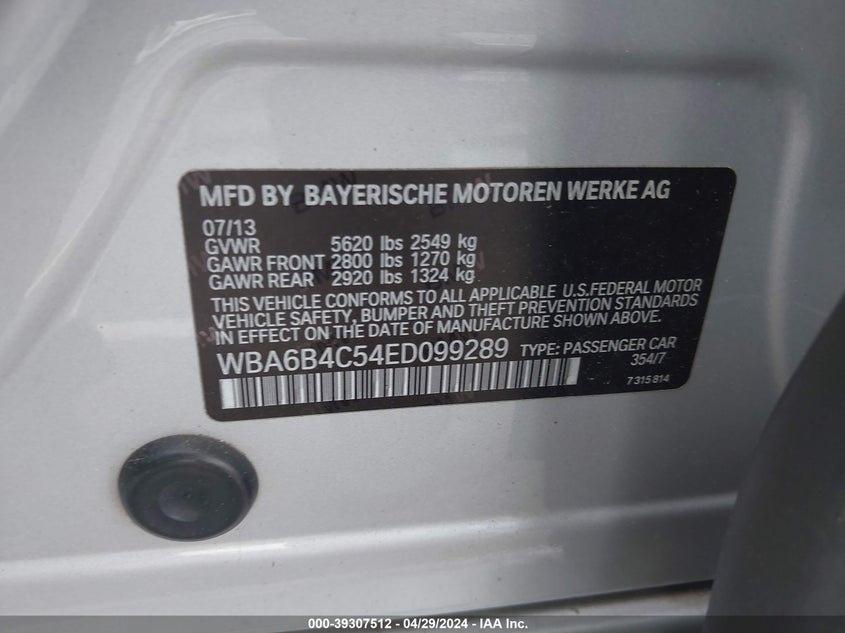 MFD BY BAYERISCHE MOTOREN WERKE AG
07/13
GVWR 5620 lbs 2549 kg
GAWR FRONT 2800 lbs 1270 kg
GAWR REAR 2920 lbs 1324 kg
THIS VEHICLE CONFORMS TO ALL APPLICABLE U.S.FEDERAL MOTOR
VEHICLE SAFETY, BUMPER AND THEFT PREVENTION STANDARDS
IN EFFECT ON THE DATE OF MANUFACTURE SHOWN ABOVE.
WBA6B4C54ED099289 TYPE: PASSENGER CAR
354/7
7 315 814
000-39307512 - 04/29/2024 - IAA Inc.